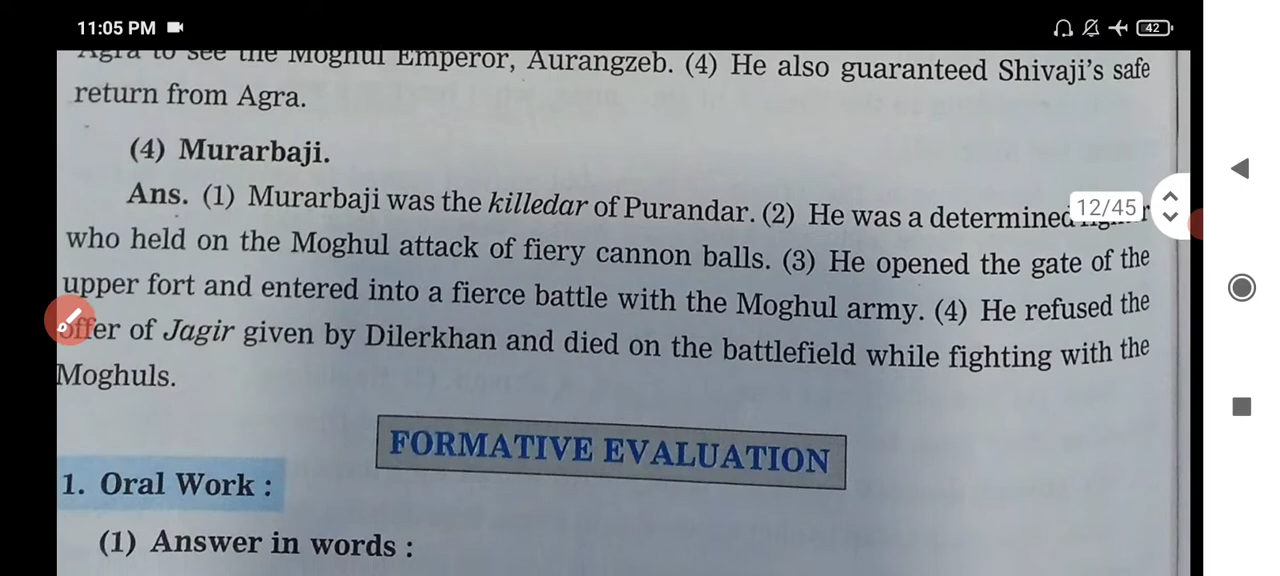 11:05 PM
42
Agra to see the Moghul Emperor, Aurangzeb. (4) He also guaranteed Shivaji's safe
return from Agra.
(4) Murarbaji.
Ans. (1) Murarbaji was the killedar of Purandar. (2) He was a determined
12/45
who held on the Moghul attack of fiery cannon balls. (3) He opened the gate of the
upper fort and entered into a fierce battle with the Moghul army. (4) He refused the
offer of Jagir given by Dilerkhan and died on the battlefield while fighting with the
Moghuls.
FORMATIVE EVALUATION
1. Oral Work :
(1) Answer in words :